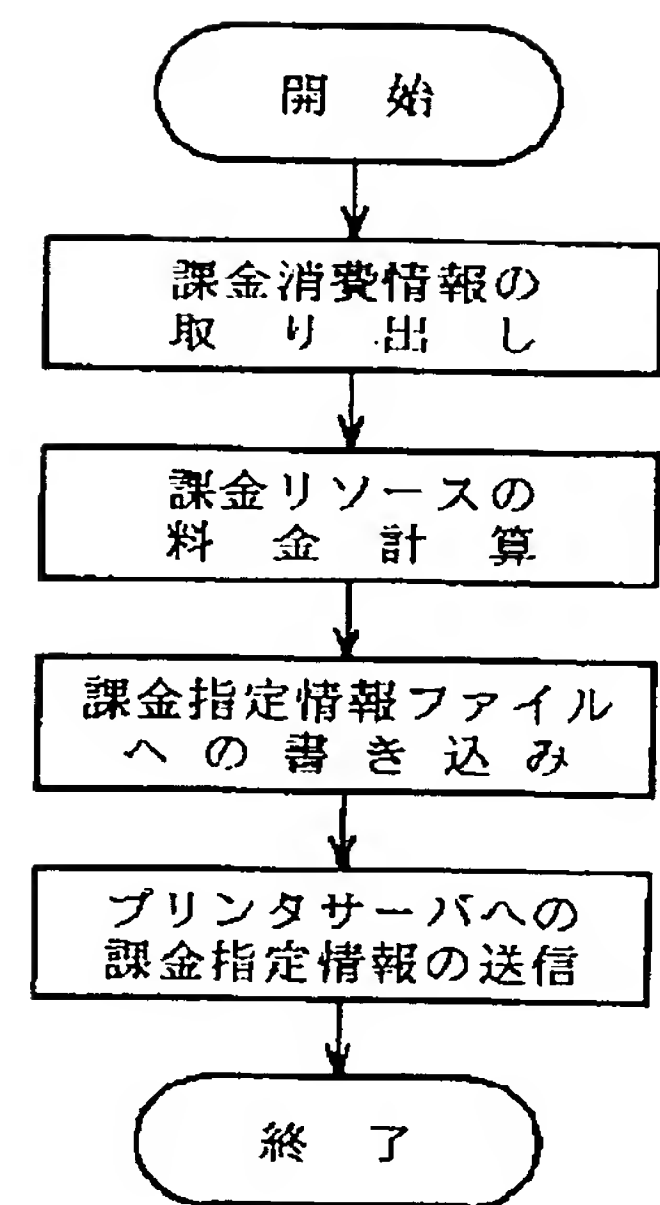 開始
課金消費情報の
取り出し
課金リソースの
料金計算
課金指定情報ファイル
への書き込み
プリンタサーバへの
課金指定情報の送信
終了